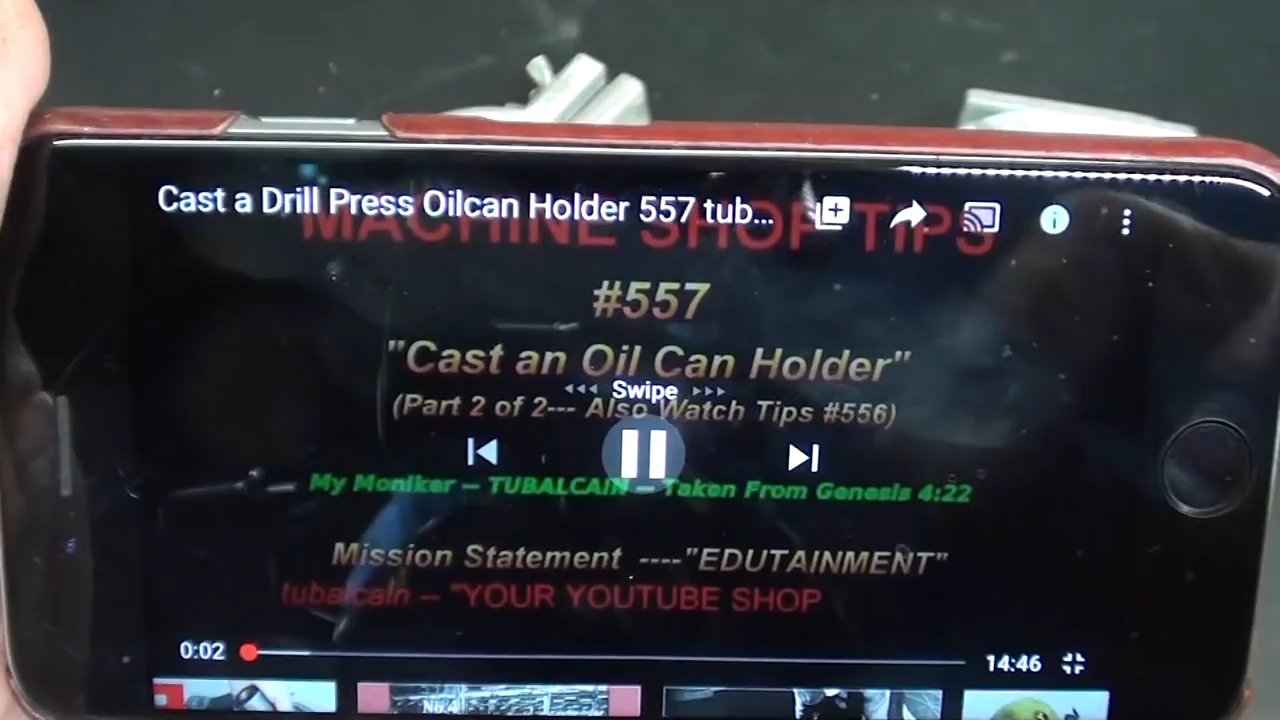 Cast a Drill Press Oilcan Holder 557 tub...
MACHINE SHOP TIPS
#557
"Cast an Oil Can Holder"
Swipe
(Part 2 of 2--- Also Watch Tips #556)
My Moniker – TUBALCAIN – Taken From Genesis 4:22
Mission Statement ----"EDUTAINMENT"
tubalcain – "YOUR YOUTUBE SHOP
0:02
14:46
No.4